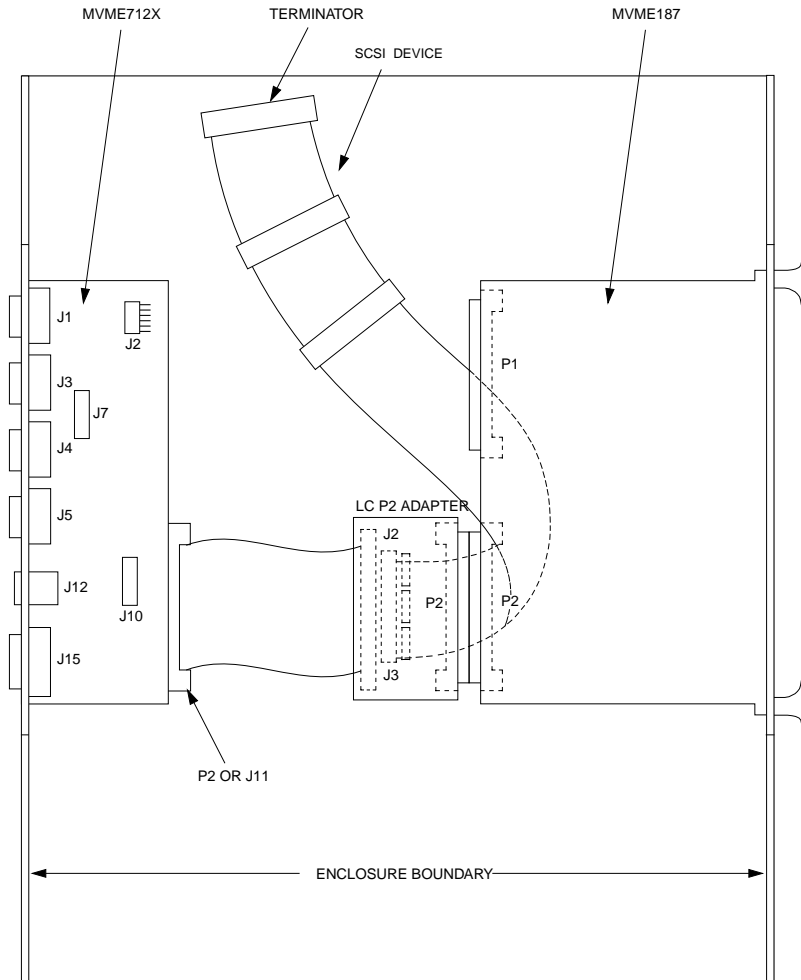 MVME712X
TERMINATOR
MVME187
SCSI DEVICE
J1
J2
J3
J7
J4
J5
J12
J10
J15
P1
LC P2 ADAPTER
J2
P2
P2
J3
P2 OR J11
ENCLOSURE BOUNDARY